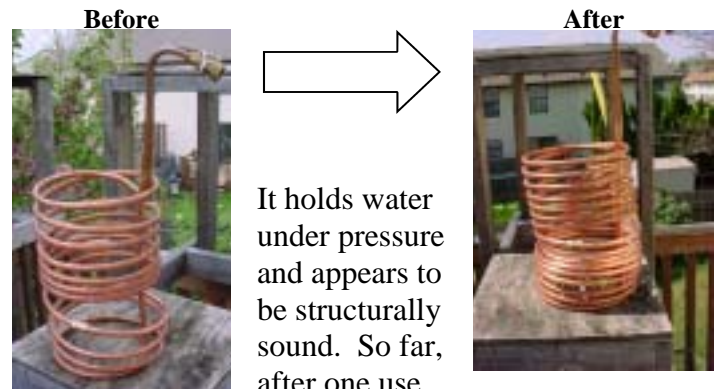 Before
After
It holds water
under pressure
and appears to
be structurally
sound.  So far,
after one use